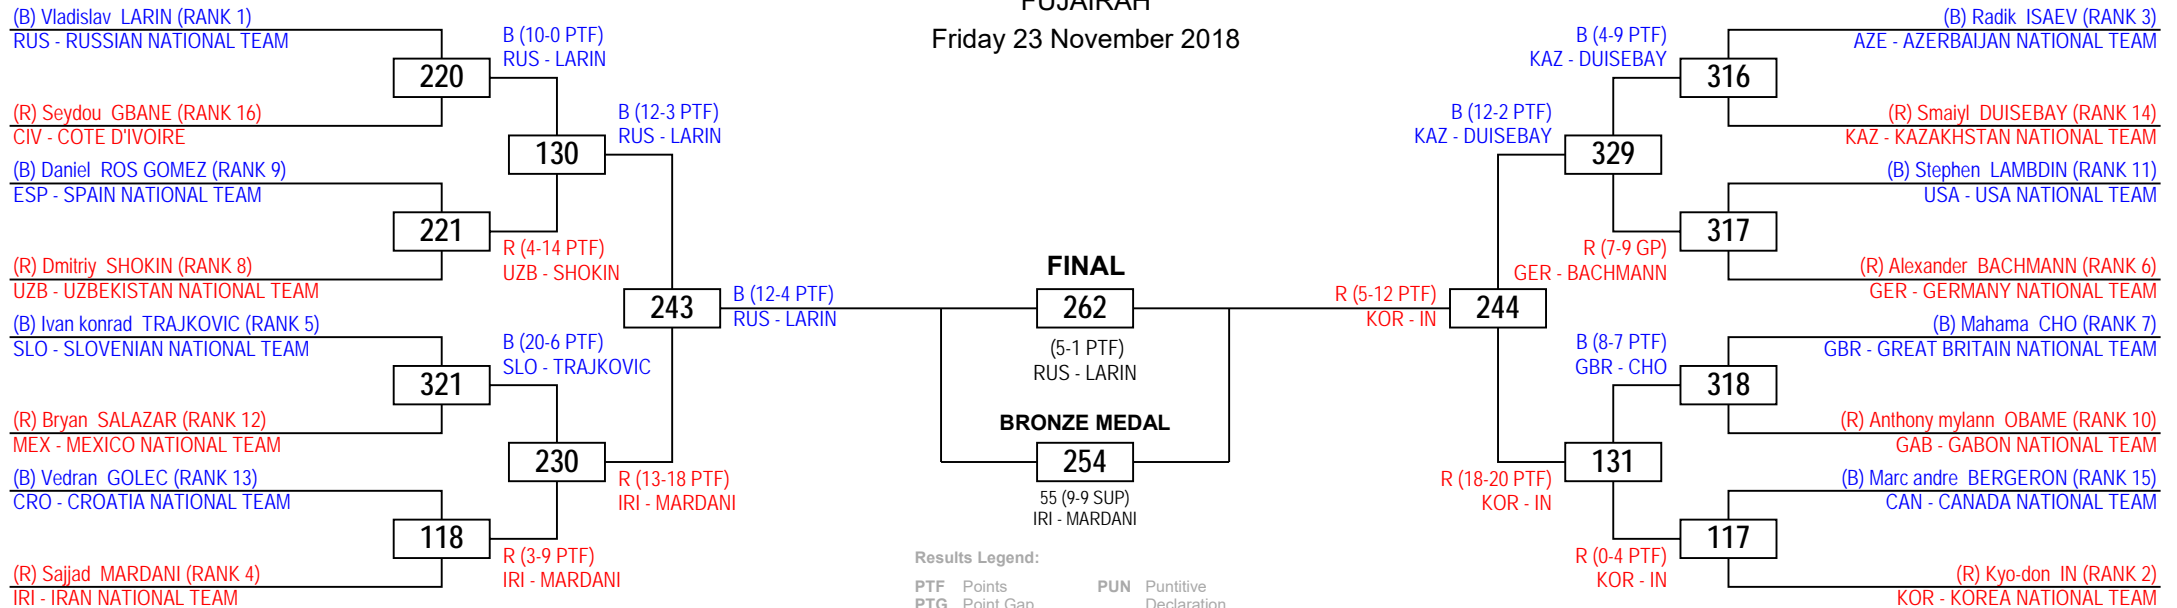 FUJAIRAH
Friday 23 November 2018
(B) Vladislav LARIN (RANK 1)
RUS - RUSSIAN NATIONAL TEAM
220
(R) Seydou GBANE (RANK 16)
CIV - COTE D'IVOIRE
B (10-0 PTF)
RUS - LARIN
130
(B) Daniel ROS GOMEZ (RANK 9)
ESP - SPAIN NATIONAL TEAM
221
(R) Dmitriy SHOKIN (RANK 8)
UZB - UZBEKISTAN NATIONAL TEAM
R (4-14 PTF)
UZB - SHOKIN
B (12-3 PTF)
RUS - LARIN
243
(B) Ivan konrad TRAJKOVIC (RANK 5)
SLO - SLOVENIAN NATIONAL TEAM
321
(R) Bryan SALAZAR (RANK 12)
MEX - MEXICO NATIONAL TEAM
B (20-6 PTF)
SLO - TRAJKOVIC
230
(B) Vedran GOLEC (RANK 13)
CRO - CROATIA NATIONAL TEAM
118
(R) Sajjad MARDANI (RANK 4)
IRI - IRAN NATIONAL TEAM
R (3-9 PTF)
IRI - MARDANI
R (13-18 PTF)
IRI - MARDANI
B (12-4 PTF)
RUS - LARIN
FINAL
262
(5-1 PTF)
RUS - LARIN
BRONZE MEDAL
254
55 (9-9 SUP)
IRI - MARDANI
Results Legend:
PTF Points PUN Puntitive
PTG Point Gap Declaration
R (5-12 PTF)
KOR - IN
244
B (12-2 PTF)
KAZ - DUISEBAY
329
B (4-9 PTF)
KAZ - DUISEBAY
316
(B) Radik ISAEV (RANK 3)
AZE - AZERBAIJAN NATIONAL TEAM
(R) Smaiyl DUISEBAY (RANK 14)
KAZ - KAZAKHSTAN NATIONAL TEAM
(B) Stephen LAMBDIN (RANK 11)
USA - USA NATIONAL TEAM
317
R (7-9 GP)
GER - BACHMANN
(R) Alexander BACHMANN (RANK 6)
GER - GERMANY NATIONAL TEAM
(B) Mahama CHO (RANK 7)
GBR - GREAT BRITAIN NATIONAL TEAM
B (8-7 PTF)
GBR - CHO
318
(R) Anthony mylann OBAME (RANK 10)
GAB - GABON NATIONAL TEAM
131
R (18-20 PTF)
KOR - IN
(B) Marc andre BERGERON (RANK 15)
CAN - CANADA NATIONAL TEAM
117
R (0-4 PTF)
KOR - IN
(R) Kyo-don IN (RANK 2)
KOR - KOREA NATIONAL TEAM